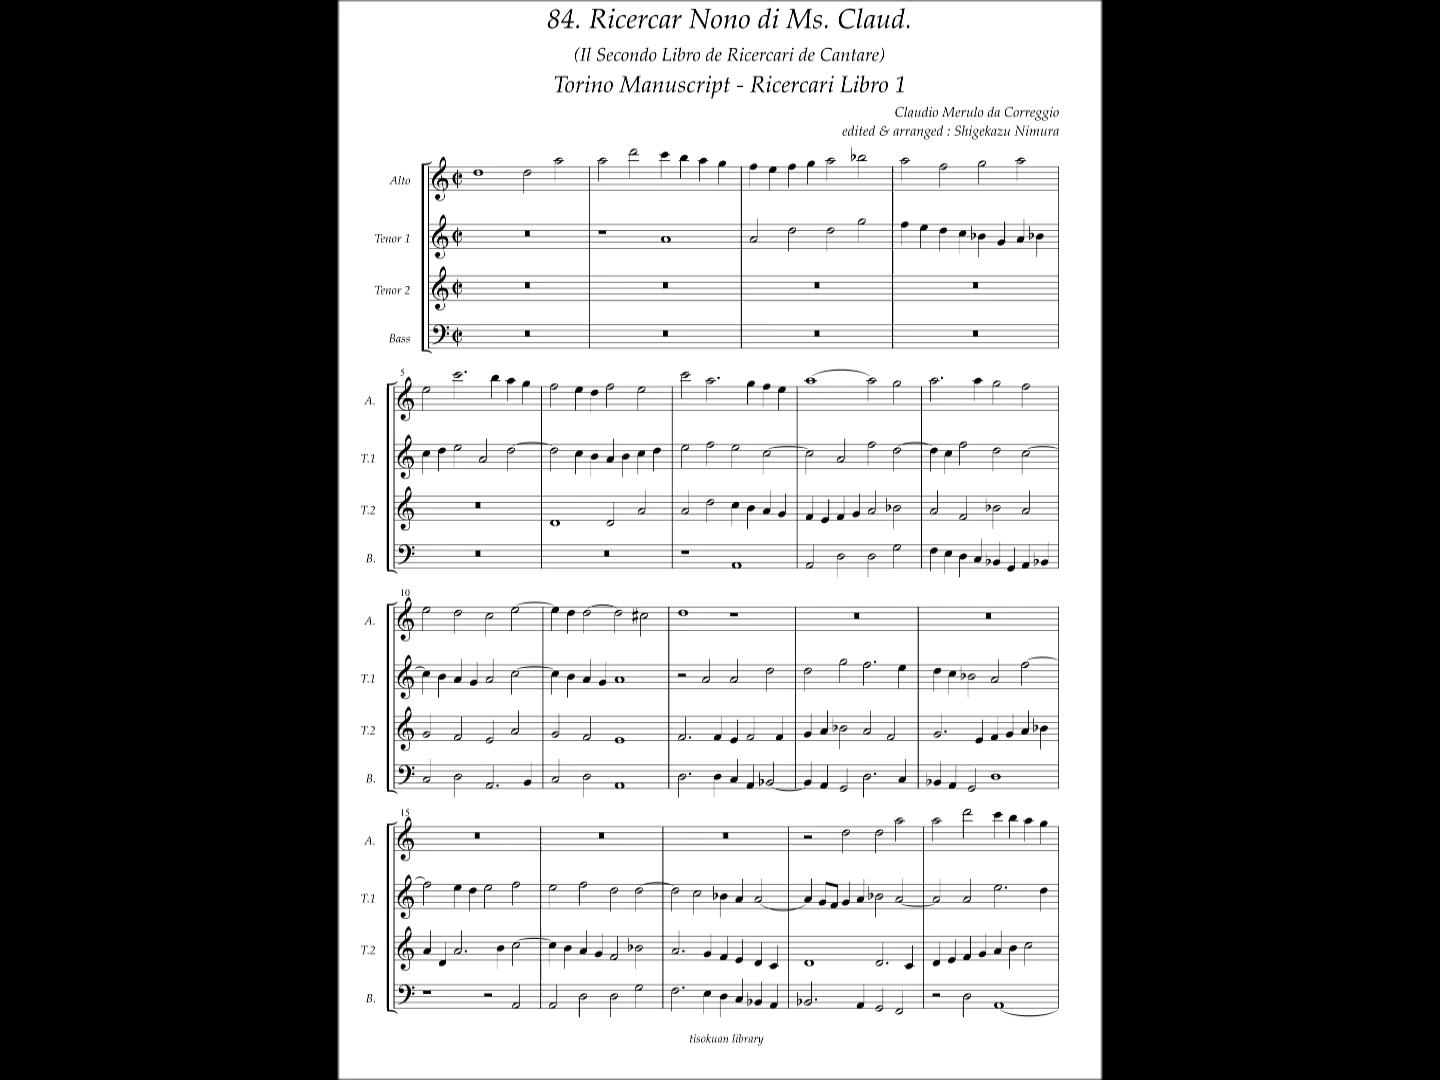 84. Ricercar Nono di Ms. Claud.
(Il Secondo Libro de Ricercari de Cantare)
Torino Manuscript - Ricercari Libro 1
Claudio Merulo da Correggio
edited & arranged : Shigekazu Nimura
Alto
Tenor 1
Tenor 2
Bass
5
A.
T.1
T.2
B.
10
A.
T.1
T.2
B.
15
A.
T.1
T.2
B.
tisokuan library